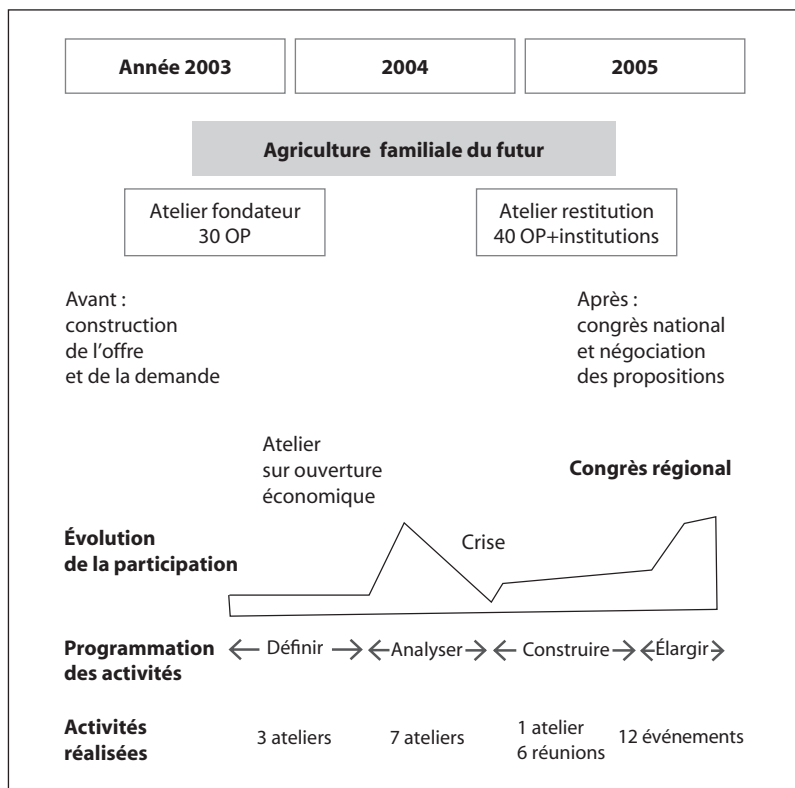 Année 2003
2004
2005
Agriculture familiale du futur
Atelier fondateur
30 OP
Atelier restitution
40 OP+institutions
Avant :
construction
de l'offre
et de la demande
Après :
congrès national
et négociation
des propositions
Atelier
sur ouverture
économique
Congrès régional
Évolution
de la participation
Crise
Programmation
des activités
Définir
Analyser
Construire
Élargir
Activités
réalisées
3 ateliers
7 ateliers
1 atelier
6 réunions
12 événements